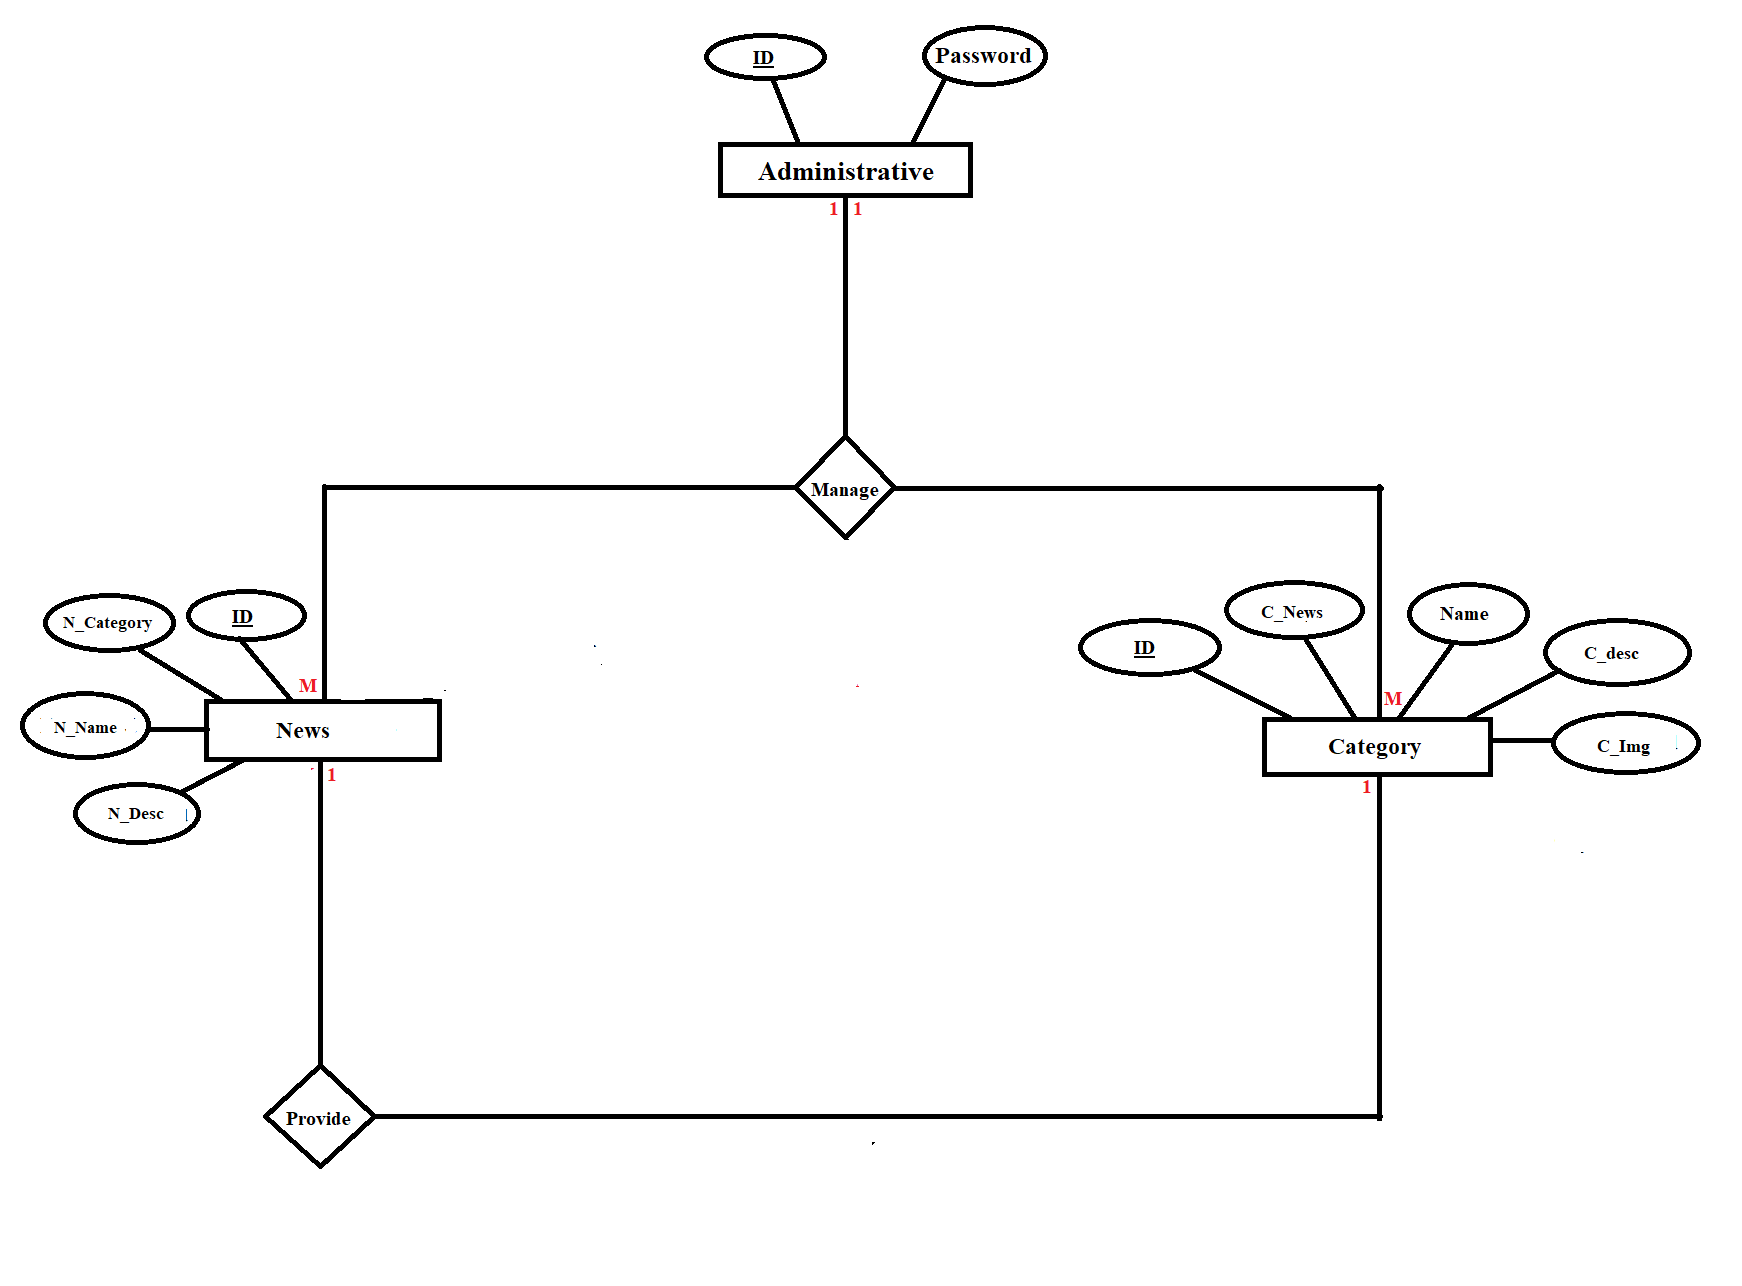 ID
Password
Administrative
1 1
Manage
N_Category
ID
C_News
Name
ID
C_desc
M
M
N_Name
News
Category
C_Img
1
1
N_Desc
Provide